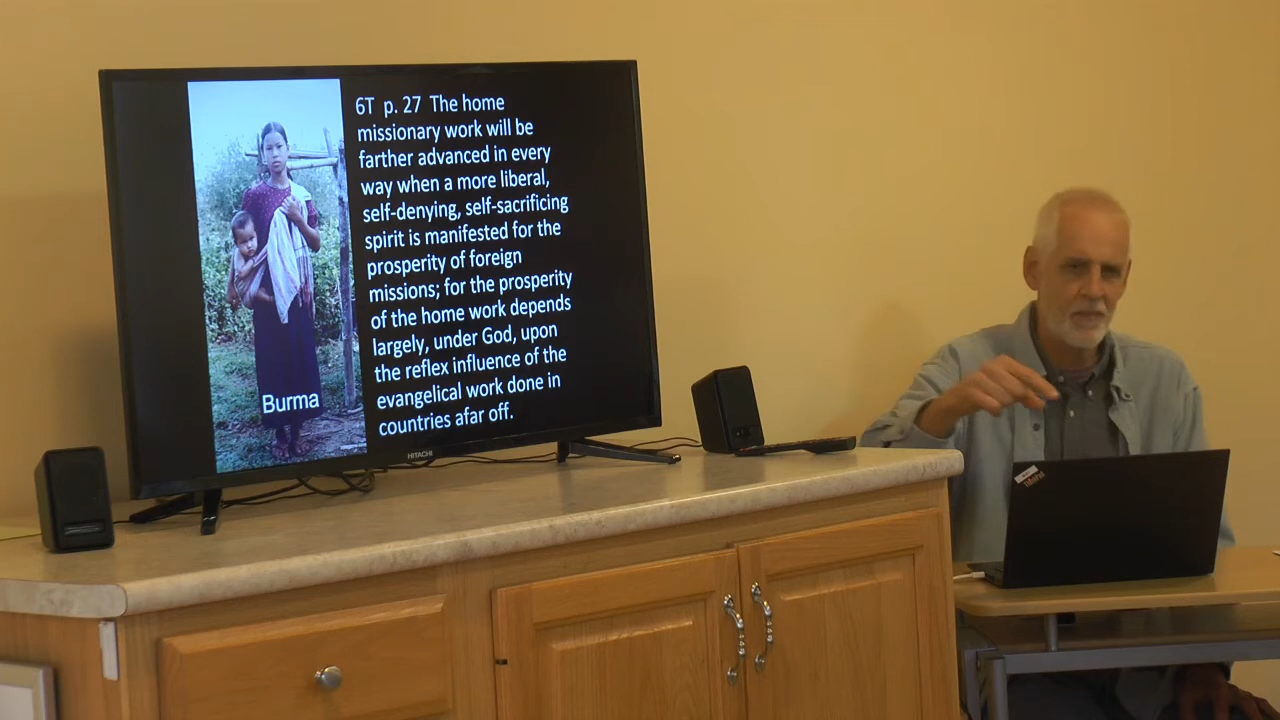 6T p. 27 The home
missionary work will be
farther advanced in every
way when a more liberal,
self-denying, self-sacrificing
spirit is manifested for the
prosperity of foreign
missions; for the prosperity
of the home work depends
largely, under God, upon
the reflex influence of the
evangelical work done in
countries afar off.
Burma
HITACHI
ThinkPad